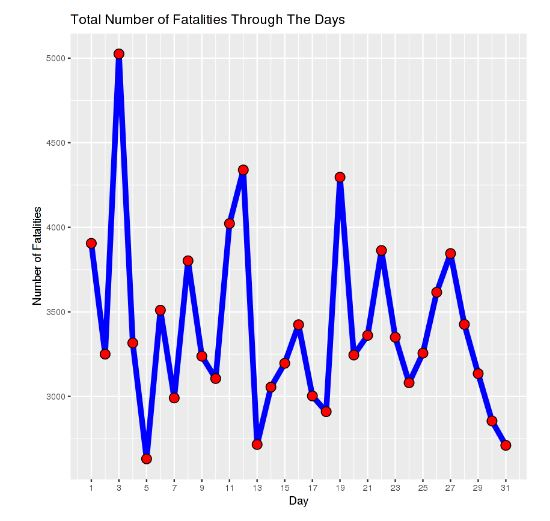 Total Number of Fatalities Through The Days
5000
4500
4000
3500
3000
Number of Fatalities
1 3 5 7 9 11 13 15 17 19 21 23 25 27 29 31
Day